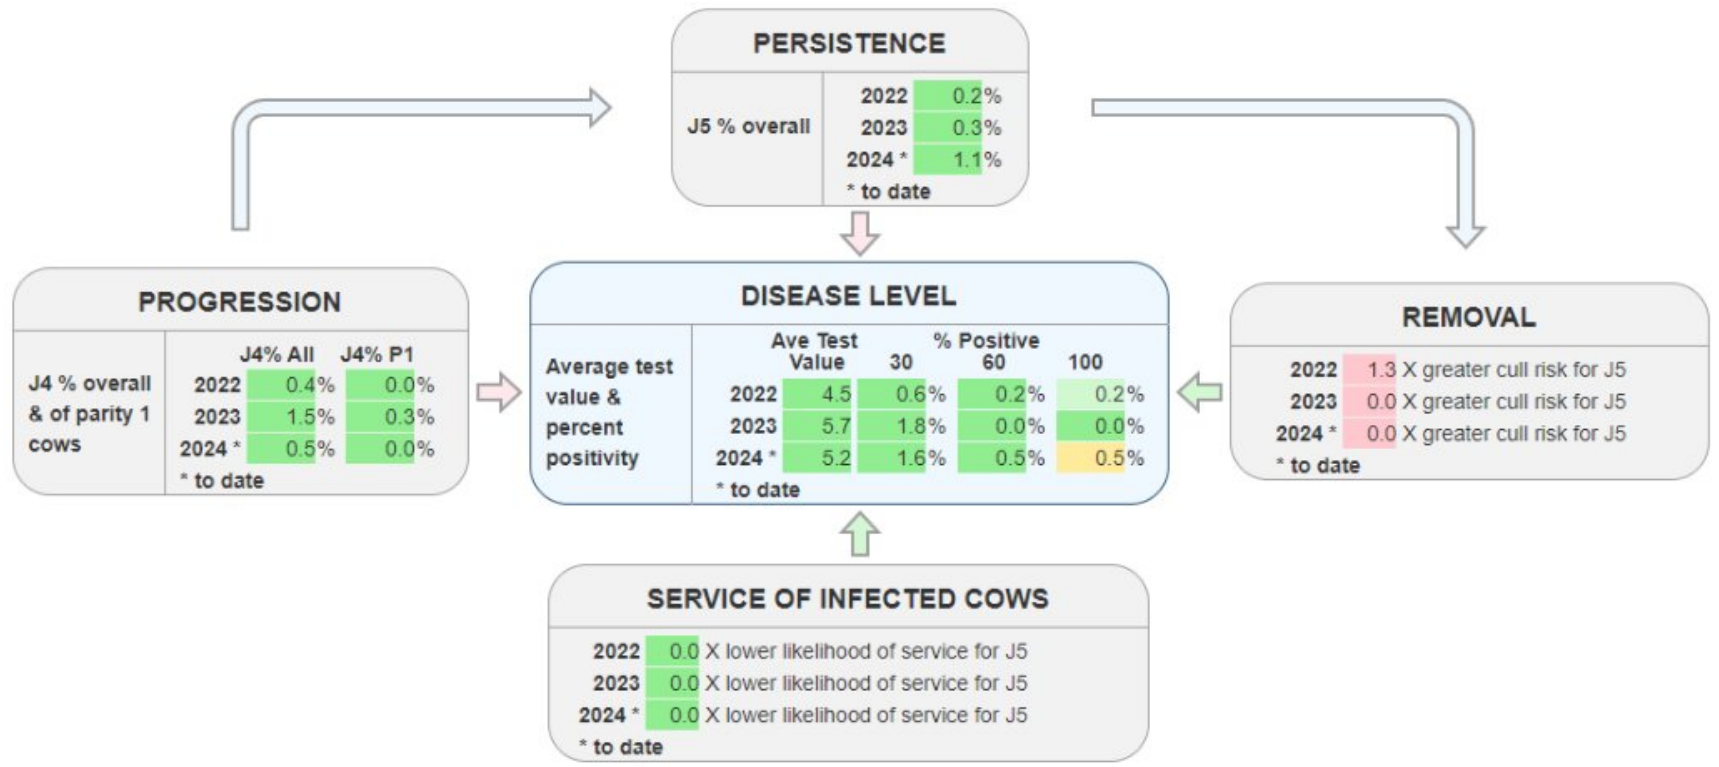 PERSISTENCE
J5 % overall
2022 0.2%
2023 0.3%
2024 * 1.1%
* to date
PROGRESSION
J4 % overall
& of parity 1
cows
J4% All J4% P1
2022 0.4% 0.0%
2023 1.5% 0.3%
2024 * 0.5% 0.0%
* to date
DISEASE LEVEL
Average test
value &
percent
positivity
Ave Test % Positive
Value 30 60 100
2022 4.5 0.6% 0.2% 0.2%
2023 5.7 1.8% 0.0% 0.0%
2024 * 5.2 1.6% 0.5% 0.5%
* to date
REMOVAL
2022 1.3 X greater cull risk for J5
2023 0.0 X greater cull risk for J5
2024 * 0.0 X greater cull risk for J5
* to date
SERVICE OF INFECTED COWS
2022 0.0 X lower likelihood of service for J5
2023 0.0 X lower likelihood of service for J5
2024 * 0.0 X lower likelihood of service for J5
* to date